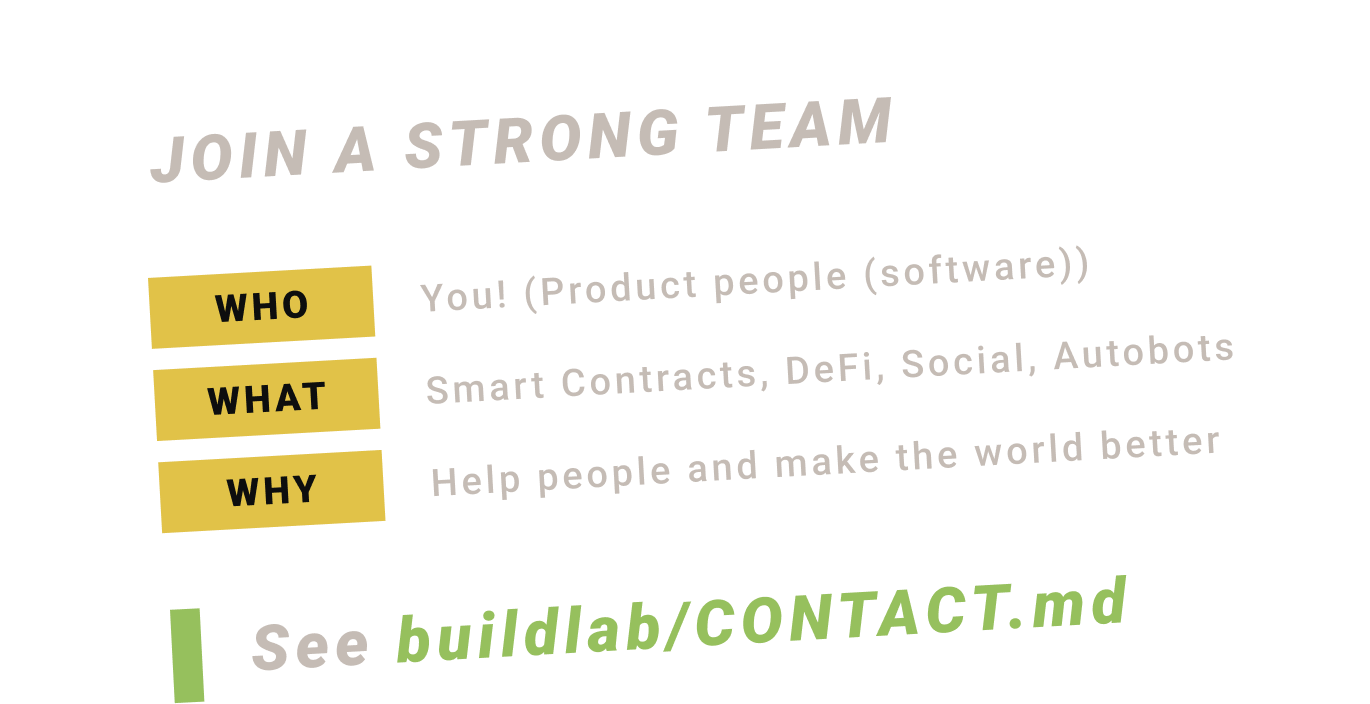 JOIN A STRONG TEAM
WHO You! (Product people (software))
WHAT Smart Contracts, DeFi, Social, Autobots
WHY Help people and make the world better
See buildlab/CONTACT.md